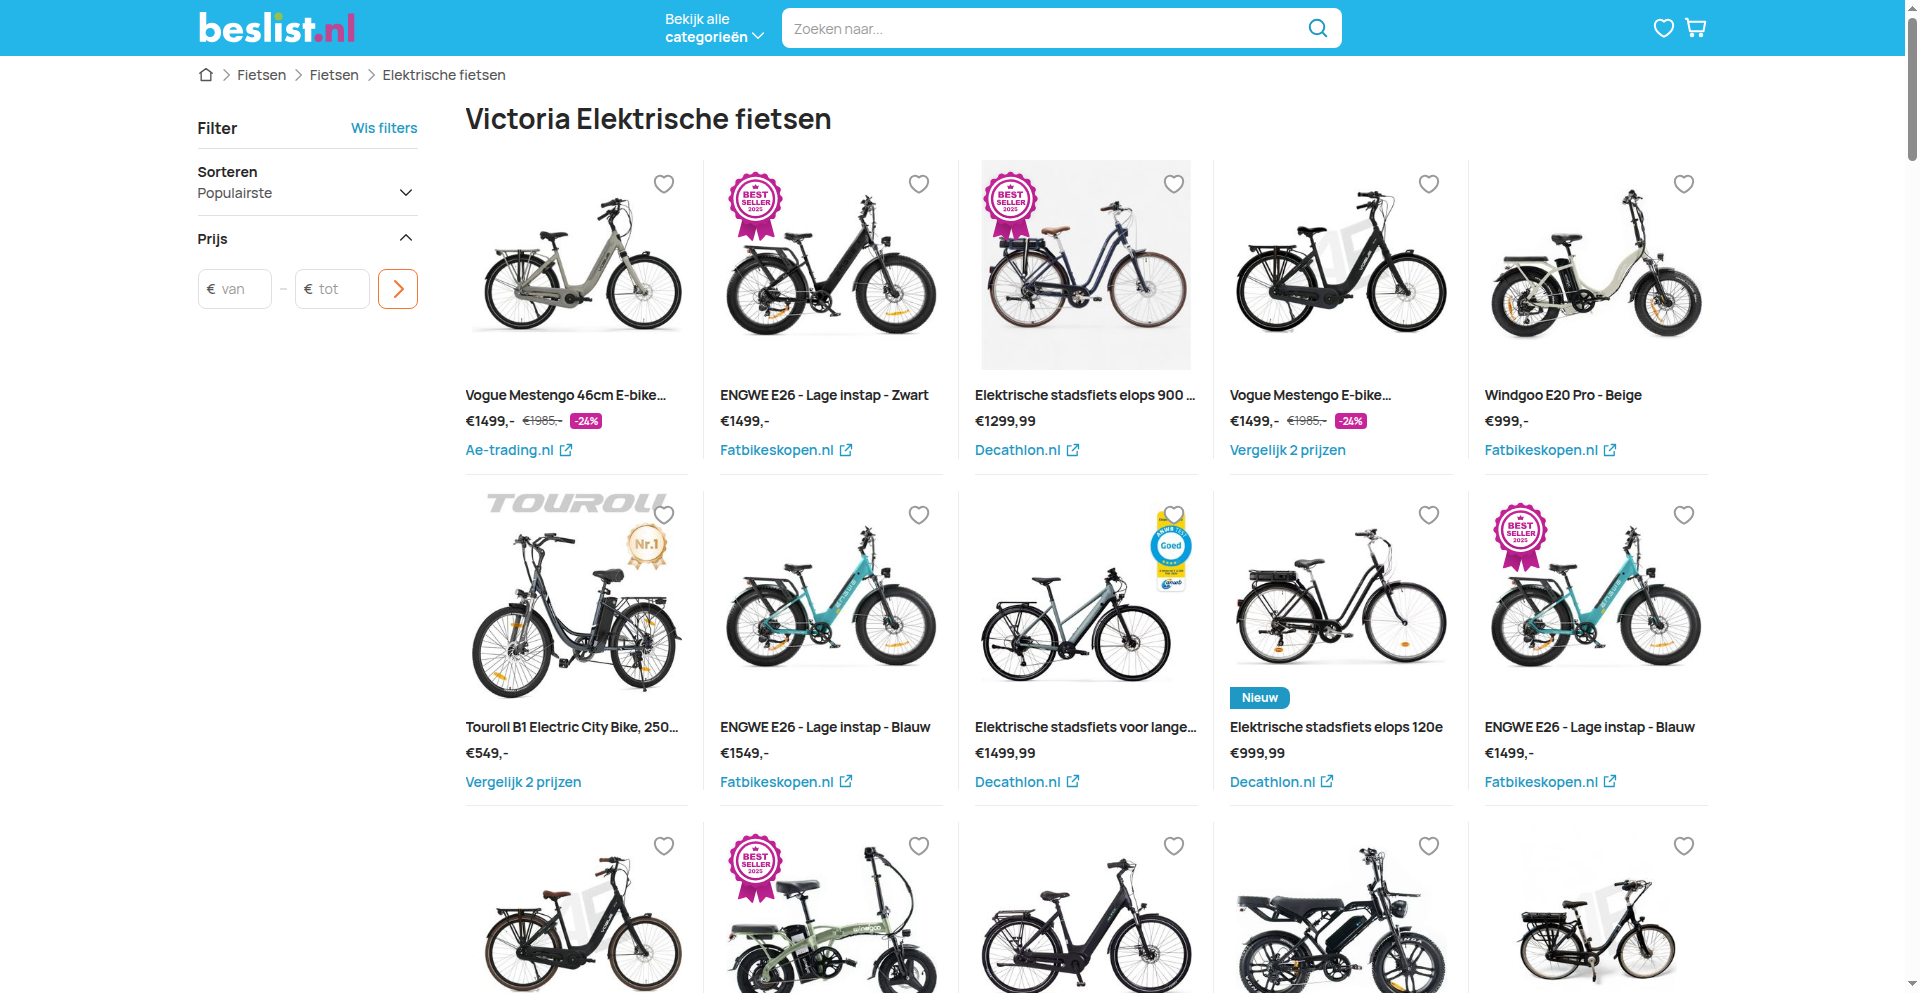 beslist.nl
Bekijk alle
categorieën
Zoeken naar...
Fietsen
Fietsen
Elektrische fietsen
Filter
Wis filters
Sorteren
Populairste
Prijs
€ van
–
€ tot
Victoria Elektrische fietsen
BEST
SELLER
2025
BEST
SELLER
2025
Vogue Mestengo 46cm E-bike...
€1499,- €1985,- -24%
Ae-trading.nl
ENGWE E26 - Lage instap - Zwart
€1499,-
Fatbikeskopen.nl
Elektrische stadsfiets elops 900 ...
€1299,99
Decathlon.nl
Vogue Mestengo E-bike...
€1499,- €1985,- -24%
Vergelijk 2 prijzen
Windgoo E20 Pro - Beige
€999,-
Fatbikeskopen.nl
TOUROLL
Nr.1
Goed
BEST
SELLER
2025
Nieuw
Touroll B1 Electric City Bike, 250...
€549,-
Vergelijk 2 prijzen
ENGWE E26 - Lage instap - Blauw
€1549,-
Fatbikeskopen.nl
Elektrische stadsfiets voor lange...
€1499,99
Decathlon.nl
Elektrische stadsfiets elops 120e
€999,99
Decathlon.nl
ENGWE E26 - Lage instap - Blauw
€1499,-
Fatbikeskopen.nl
BEST
SELLER
2025